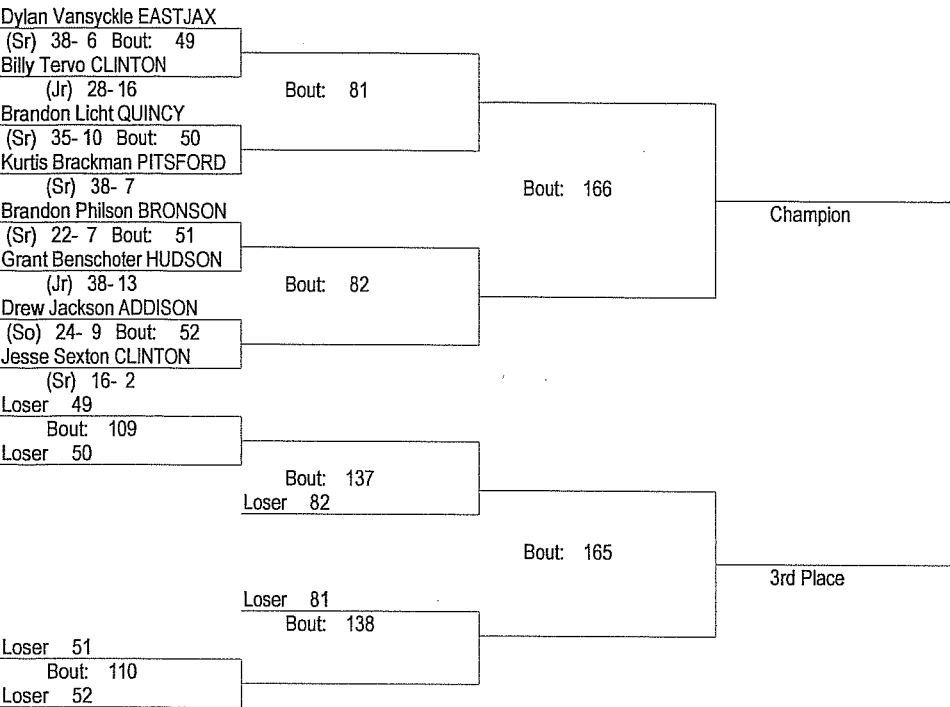 Dylan Vansyckle EASTJAX
(Sr) 38- 6 Bout: 49
Billy Tervo CLINTON
(Jr) 28-16
Bout: 81
Brandon Licht QUINCY
(Sr) 35-10 Bout: 50
Kurtis Brackman PITSFORD
(Sr) 38- 7
Bout: 166
Brandon Philson BRONSON
Champion
(Sr) 22- 7 Bout: 51
Grant Benschoter HUDSON
(Jr) 38-13
Bout: 82
Drew Jackson ADDISON
(So) 24- 9 Bout: 52
Jesse Sexton CLINTON
(Sr) 16- 2
Loser 49
Bout: 109
Loser 50
Bout: 137
Loser 82
Bout: 165
3rd Place
Loser 81
Bout: 138
Loser 51
Bout: 110
Loser 52